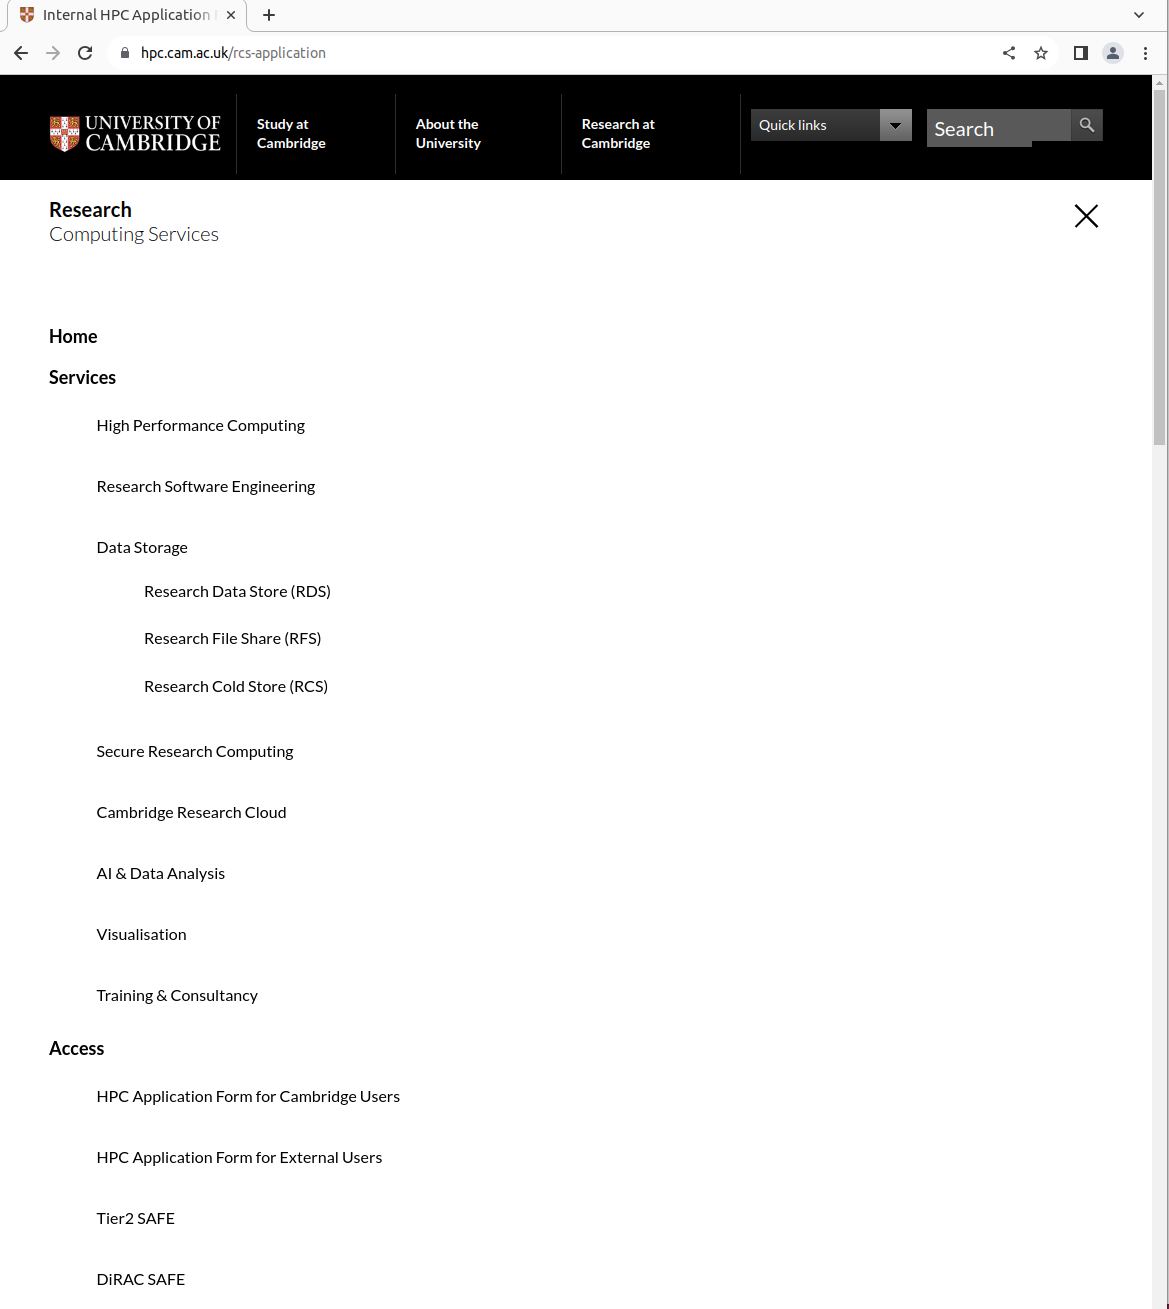 Internal HPC Application
hpc.cam.ac.uk/rcs-application
UNIVERSITY OF
CAMBRIDGE
Study at
Cambridge
About the
University
Research at
Cambridge
Quick links
Search
Research
Computing Services
Home
Services
High Performance Computing
Research Software Engineering
Data Storage
Research Data Store (RDS)
Research File Share (RFS)
Research Cold Store (RCS)
Secure Research Computing
Cambridge Research Cloud
AI & Data Analysis
Visualisation
Training & Consultancy
Access
HPC Application Form for Cambridge Users
HPC Application Form for External Users
Tier2 SAFE
DiRAC SAFE